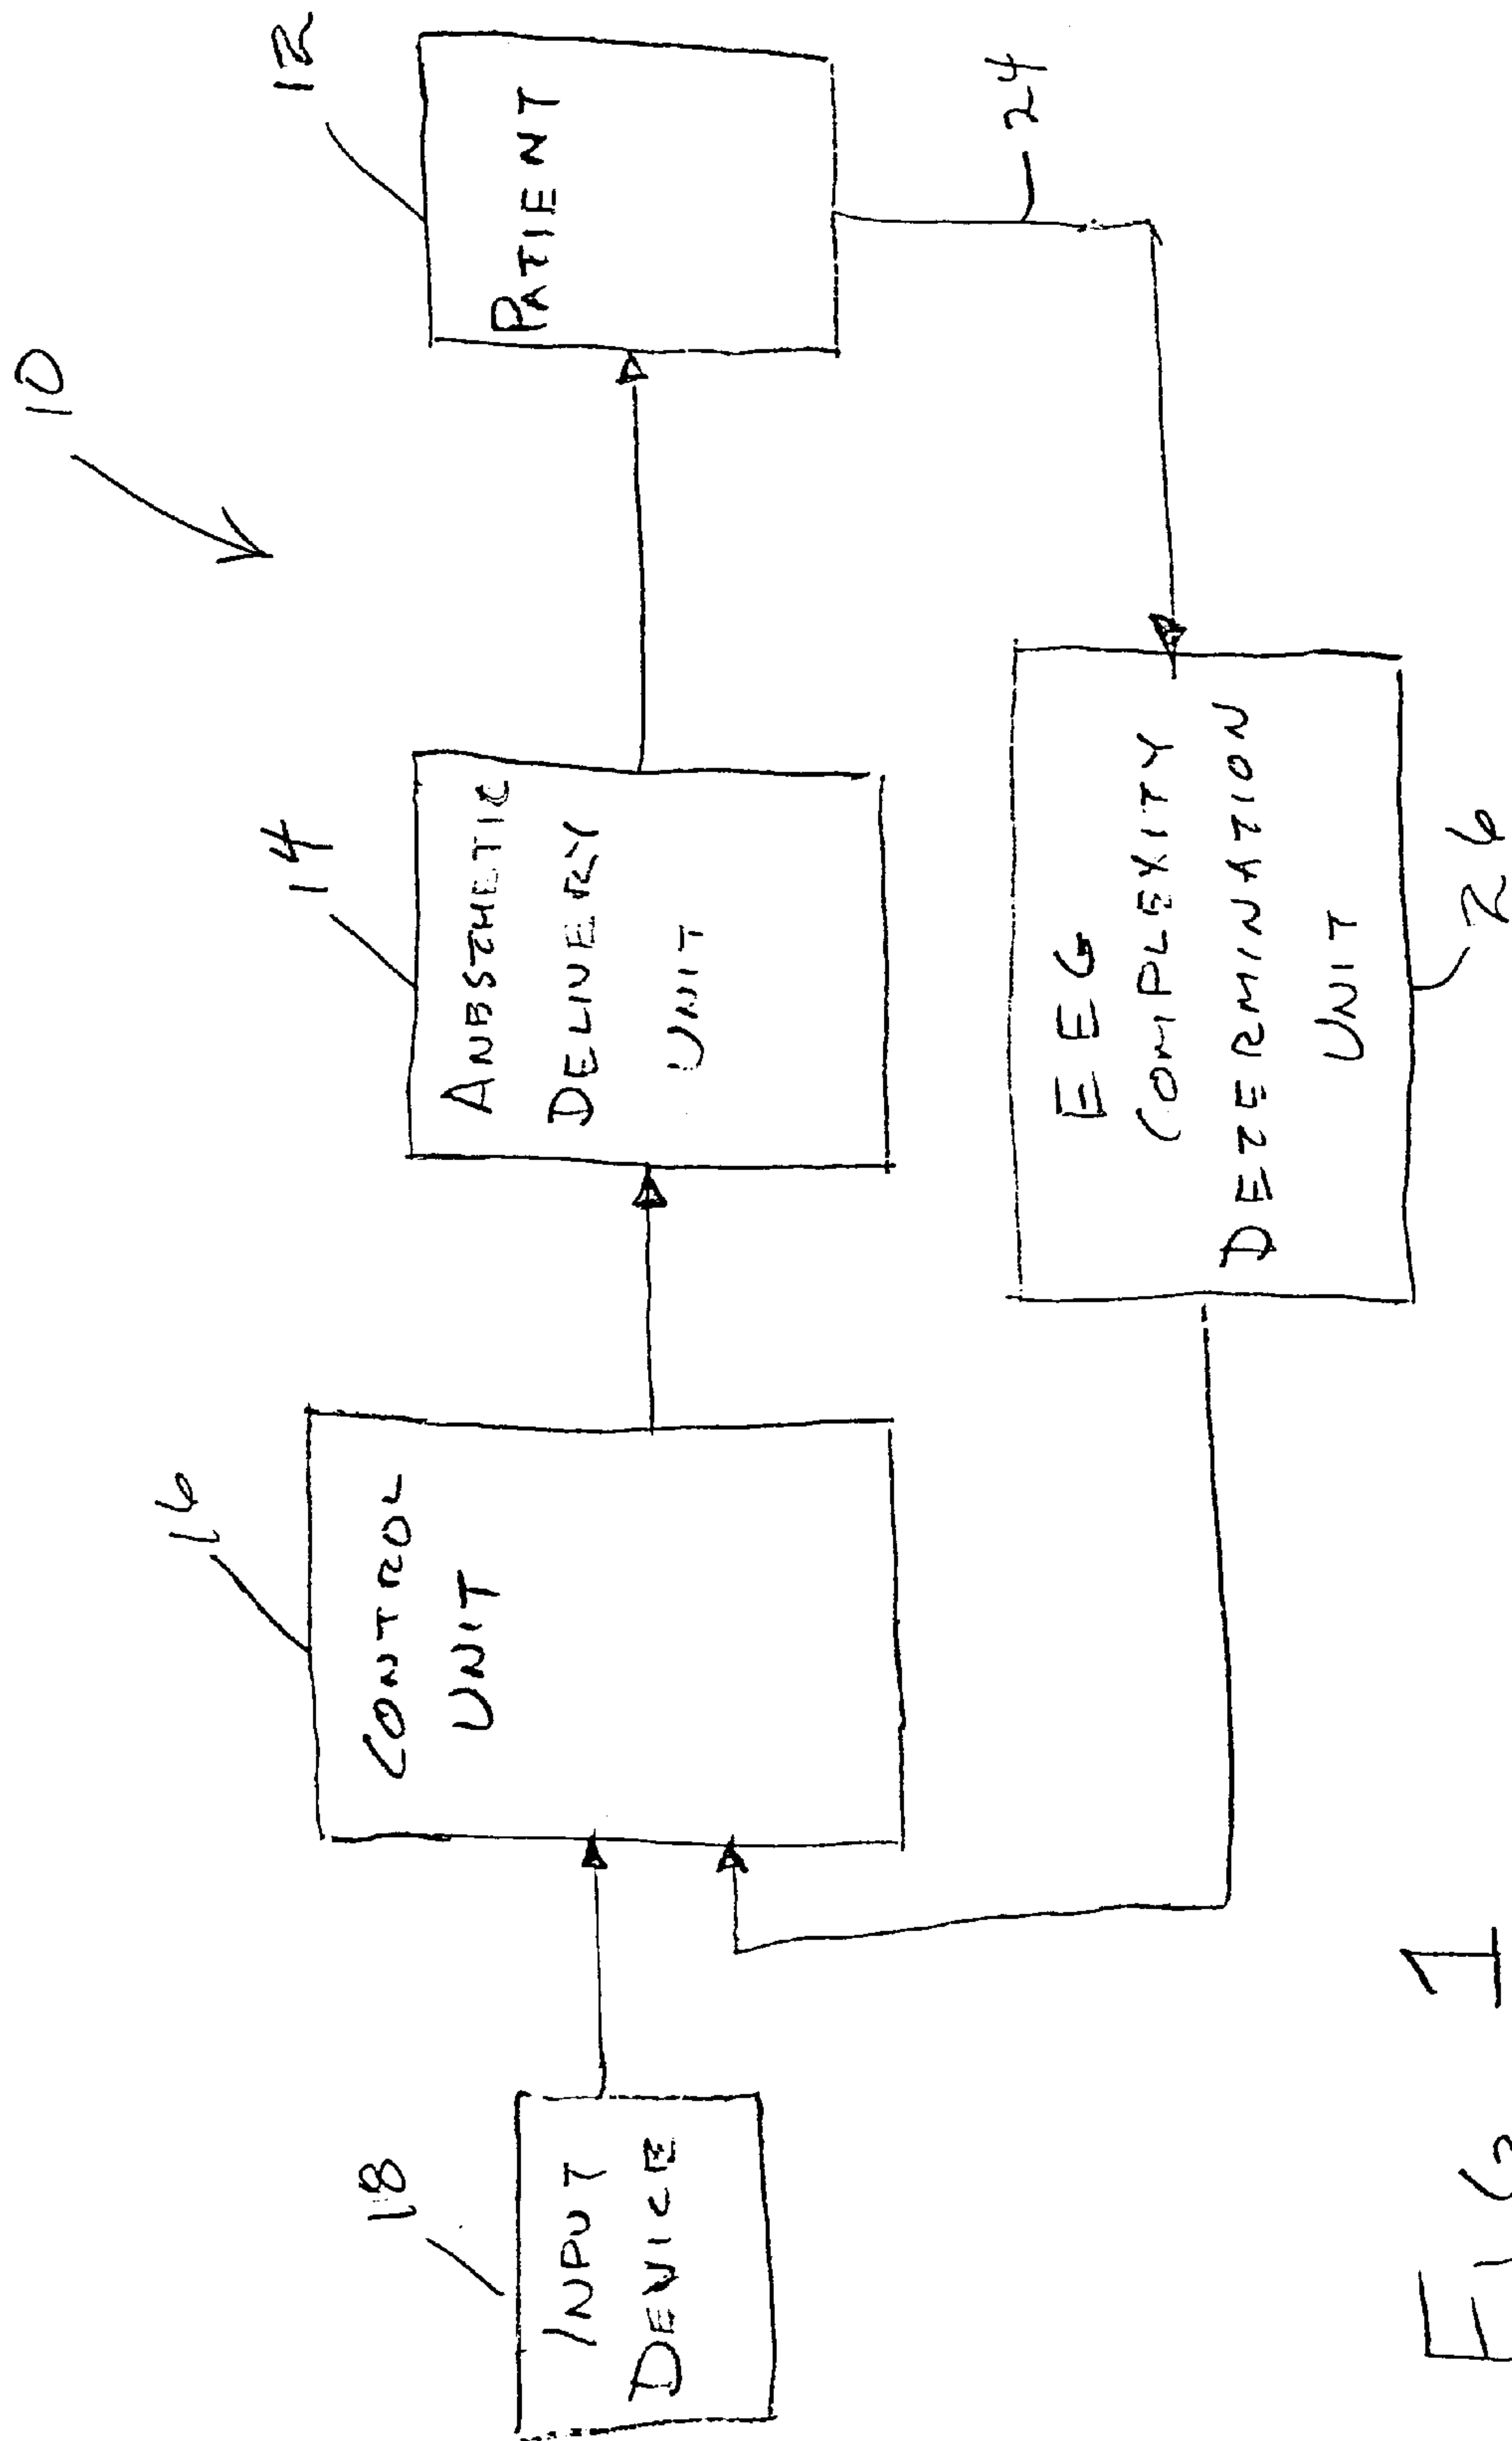 10
18
INPUT
DEVICE
16
CONTROL
UNIT
14
ANESTHETIC
DELIVERY
UNIT
12
PATIENT
24
EEG
COMPLEXITY
DETERMINATION
UNIT
26
FIG 1